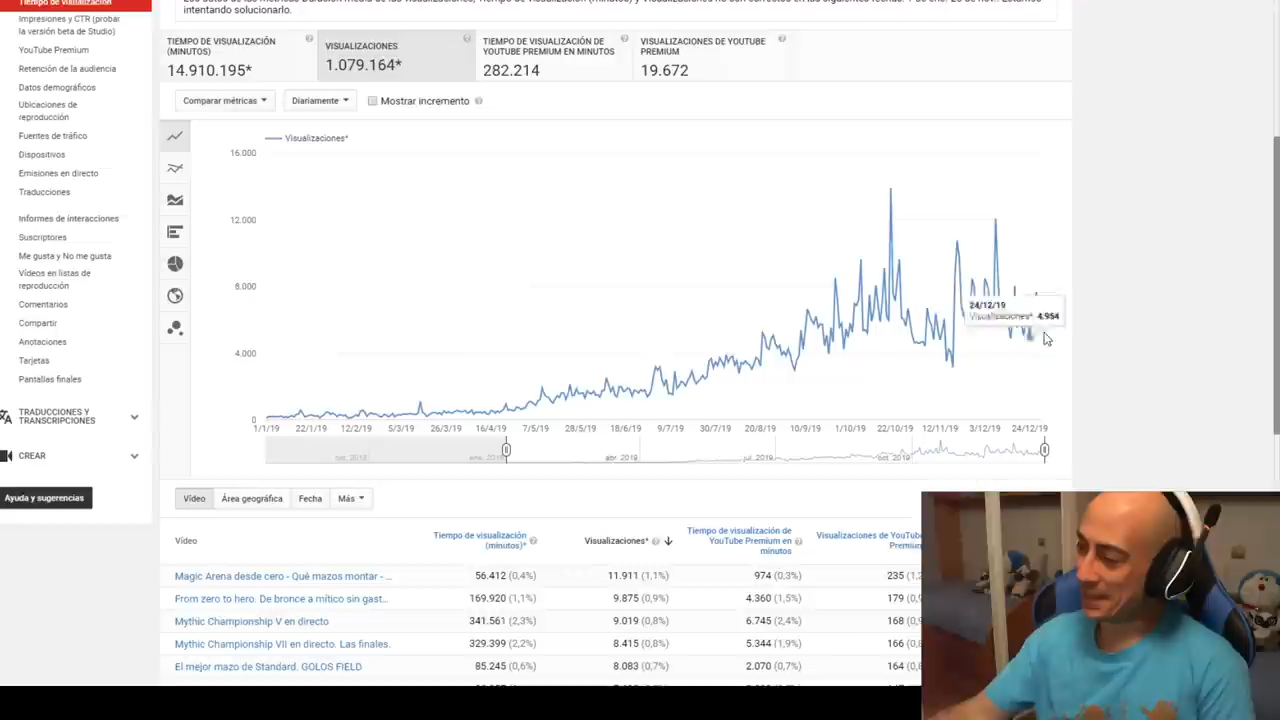 Tiempo de visualización
Impresiones y CTR (probar
la versión beta de Studio)
YouTube Premium
Retención de la audiencia
Datos demográficos
Ubicaciones de
reproducción
Fuentes de tráfico
Dispositivos
Emisiones en directo
Traducciones
Informes de interacciones
Suscriptores
Me gusta y No me gusta
Vídeos en listas de
reproducción
Comentarios
Compartir
Anotaciones
Tarjetas
Pantallas finales
TRADUCCIONES Y
TRANSCRIPCIONES
CREAR
Ayuda y sugerencias
intentando solucionarlo.
TIEMPO DE VISUALIZACIÓN
(MINUTOS)
14.910.195*
VISUALIZACIONES
1.079.164*
TIEMPO DE VISUALIZACIÓN DE
YOUTUBE PREMIUM EN MINUTOS
282.214
VISUALIZACIONES DE YOUTUBE
PREMIUM
19.672
Comparar métricas
Diariamente
Mostrar incremento
Visualizaciones*
16.000
12.000
8.000
4.000
0
24/12/19
Visualizaciones* 4.954
1/1/19 22/1/19 12/2/19 5/3/19 26/3/19 16/4/19 7/5/19 28/5/19 18/6/19 9/7/19 30/7/19 20/8/19 10/9/19 1/10/19 22/10/19 12/11/19 3/12/19 24/12/19
oct. 2018 ene. 2019 abr. 2019 jul. 2019 oct. 2019
Vídeo Área geográfica Fecha Más
Vídeo
Tiempo de visualización
(minutos)*
Visualizaciones*
Tiempo de visualización de
YouTube Premium en
minutos
Visualizaciones de
Magic Arena desde cero - Qué mazos montar - ... 56.412 (0,4%) 11.911 (1,1%) 974 (0,3%) 235
From zero to hero. De bronce a mítico sin gast... 169.920 (1,1%) 9.875 (0,9%) 4.360 (1,5%) 179
Mythic Championship V en directo 341.561 (2,3%) 9.019 (0,8%) 6.745 (2,4%) 168
Mythic Championship VII en directo. Las finales. 329.399 (2,2%) 8.415 (0,8%) 5.344 (1,9%) 166
El mejor mazo de Standard. GOLOS FIELD 85.245 (0,6%) 8.083 (0,7%) 2.070 (0,7%) 164